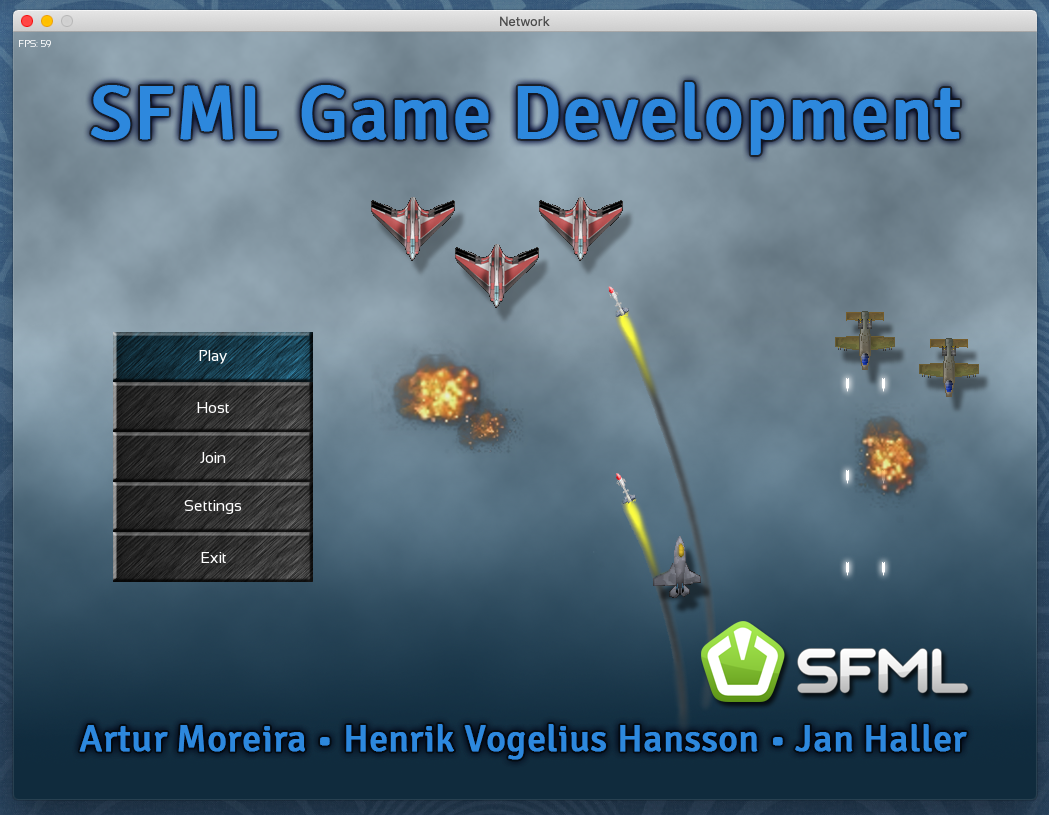 Network
FPS: 59
SFML Game Development
Play
Host
Join
Settings
Exit
SFML
Artur Moreira • Henrik Vogelius Hansson • Jan Haller